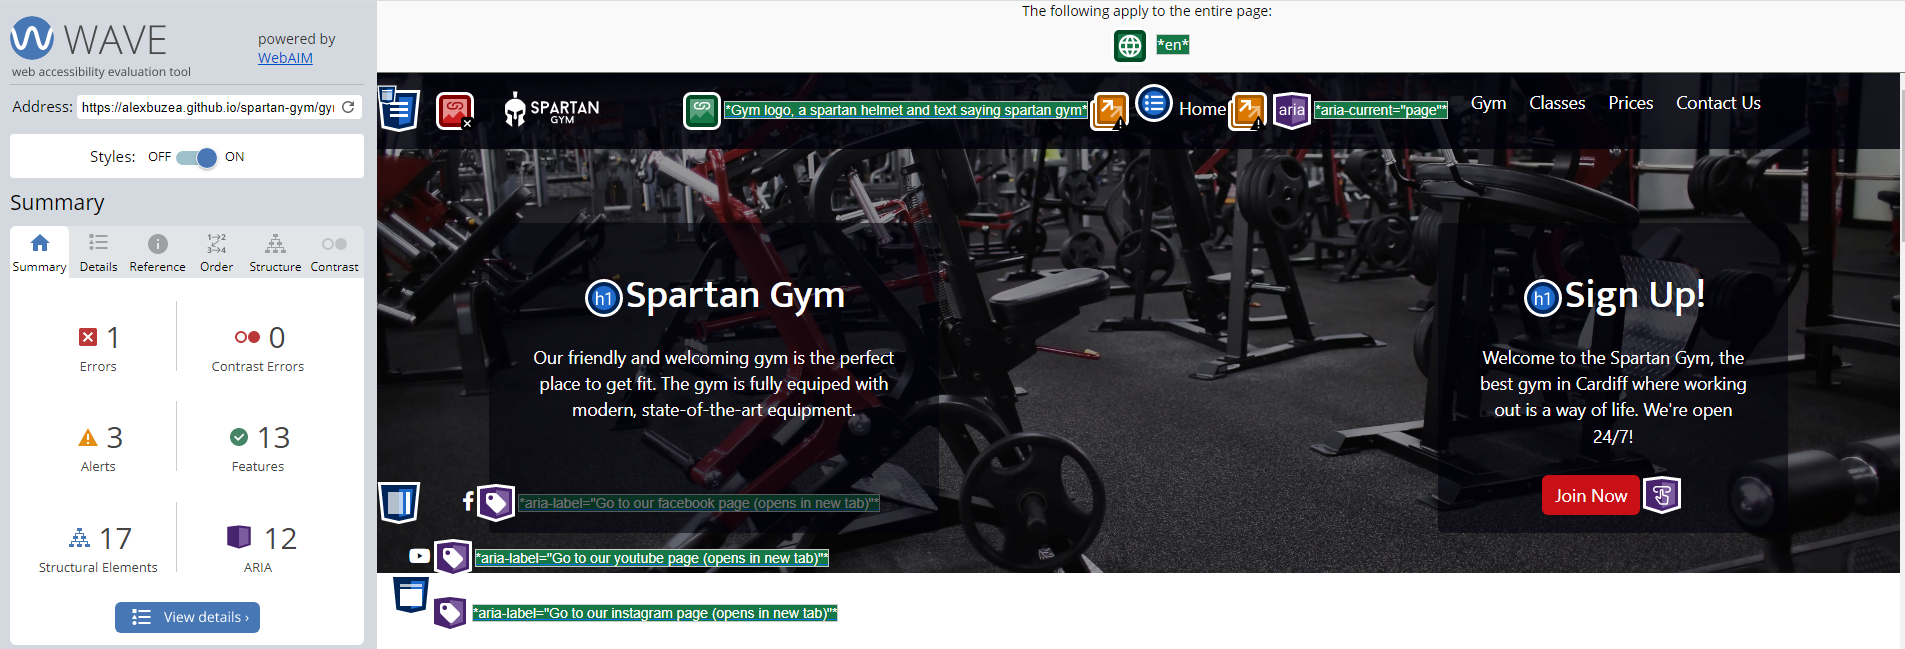 WAVE
powered by
WebAIM
web accessibility evaluation tool
Address: https://alexbuzea.github.io/spartan-gym/gyı
Styles: OFF ON
Summary
Summary Details Reference Order Structure Contrast
1 Errors
0 Contrast Errors
3 Alerts
13 Features
17 Structural Elements
12 ARIA
View details ›
The following apply to the entire page:
*en*
SPARTAN
GYM
*Gym logo, a spartan helmet and text saying spartan gym*
Home
aria
*aria-current="page"*
Gym Classes Prices Contact Us
h1 Spartan Gym
Our friendly and welcoming gym is the perfect
place to get fit. The gym is fully equiped with
modern, state-of-the-art equipment.
h1 Sign Up!
Welcome to the Spartan Gym, the
best gym in Cardiff where working
out is a way of life. We're open
24/7!
Join Now
*aria-label="Go to our facebook page (opens in new tab)"*
*aria-label="Go to our youtube page (opens in new tab)"*
*aria-label="Go to our instagram page (opens in new tab)"*